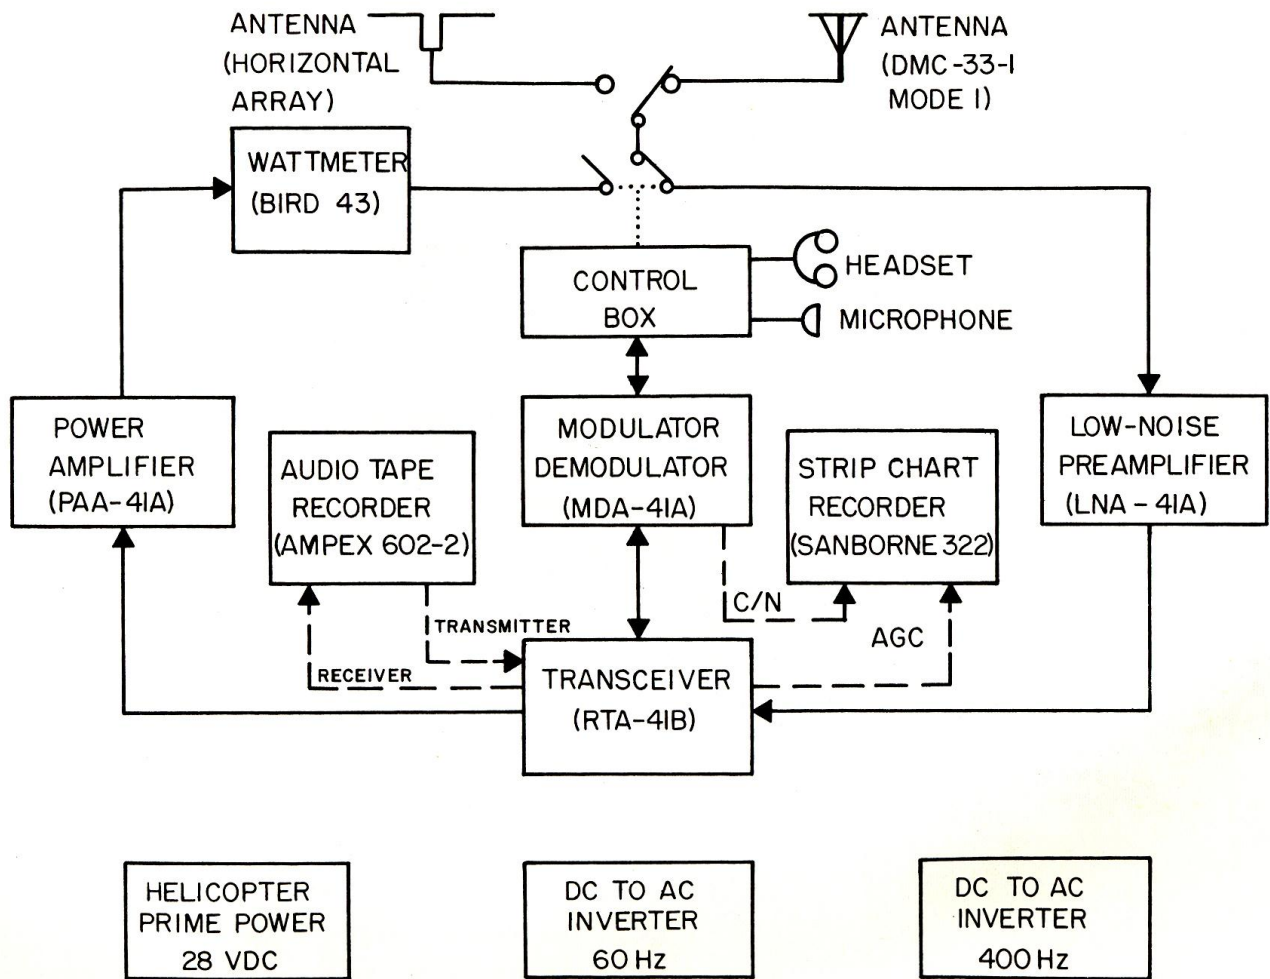 ANTENNA
(HORIZONTAL
ARRAY)
ANTENNA
(DMC-33-1
MODE 1)
WATTMETER
(BIRD 43)
CONTROL
BOX
HEADSET
MICROPHONE
POWER
AMPLIFIER
(PAA-41A)
AUDIO TAPE
RECORDER
(AMPEX 602-2)
MODULATOR
DEMODULATOR
(MDA-41A)
STRIP CHART
RECORDER
(SANBORNE 322)
LOW-NOISE
PREAMPLIFIER
(LNA-41A)
C/N
TRANSMITTER
AGC
RECEIVER
TRANSCEIVER
(RTA-41B)
HELICOPTER
PRIME POWER
28 VDC
DC TO AC
INVERTER
60 Hz
DC TO AC
INVERTER
400 Hz